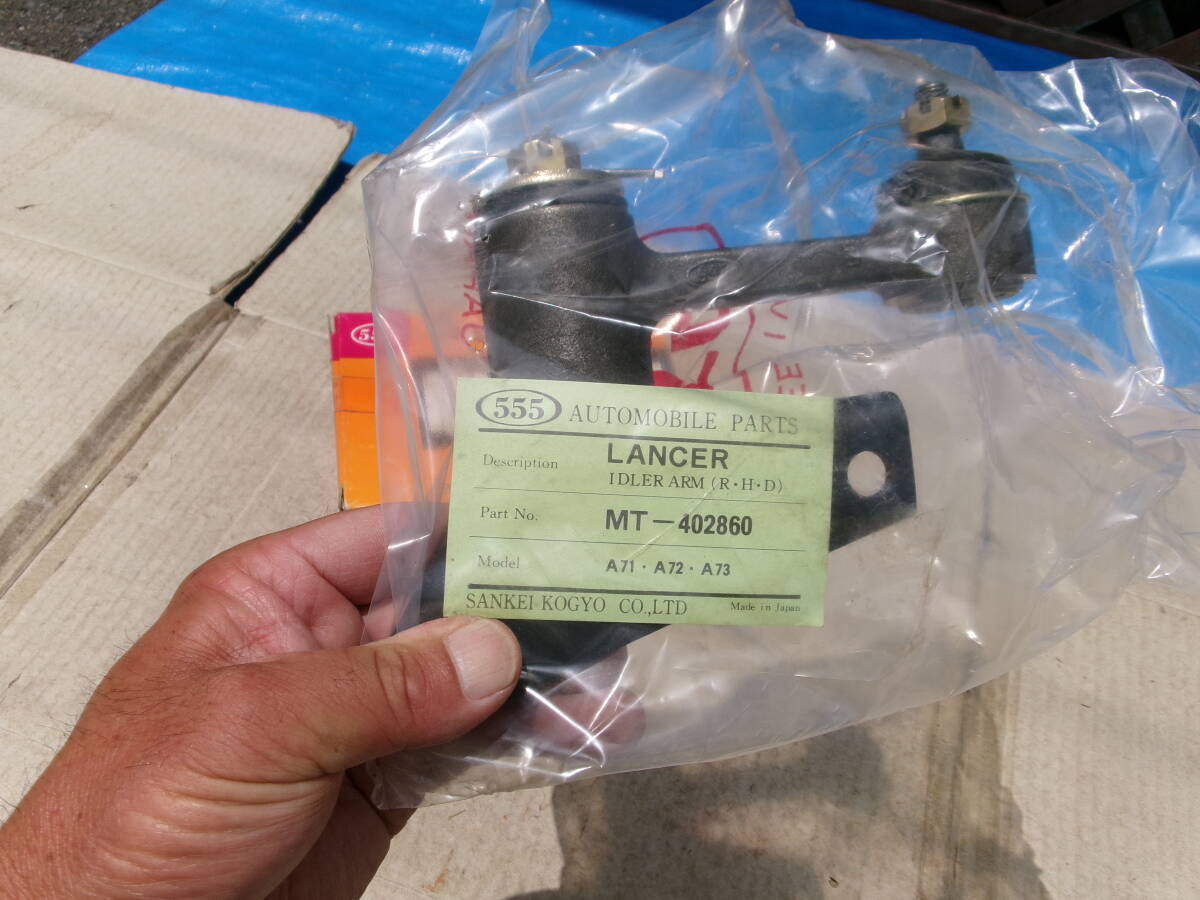 555 AUTOMOBILE PARTS
Description LANCER
IDLER ARM (R·H·D)
Part No. MT-402860
Model A71 · A72 · A73
SANKEI KOGYO CO.,LTD Made in Japan